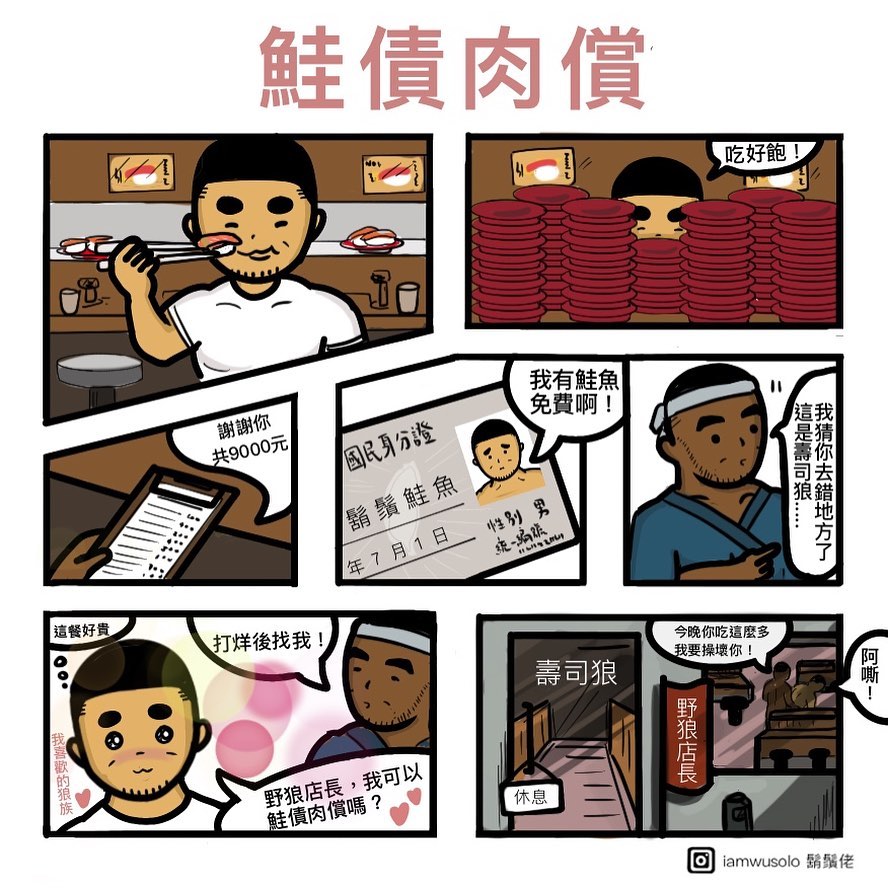 鮭債肉償
吃好飽！
謝謝你
共9000元
我有鮭魚
免費啊！
國民身分證
鬍鬚鮭魚
年7月1日
性別 男
統一編號
我猜你去錯地方了
這是壽司狼……
這餐好貴
打烊後找我！
我喜歡的狼族
野狼店長，我可以
鮭債肉償嗎？
今晚你吃這麼多
我要操壞你！
阿嘶！
壽司狼
野狼店長
休息
iamwusolo 鬍鬚佬